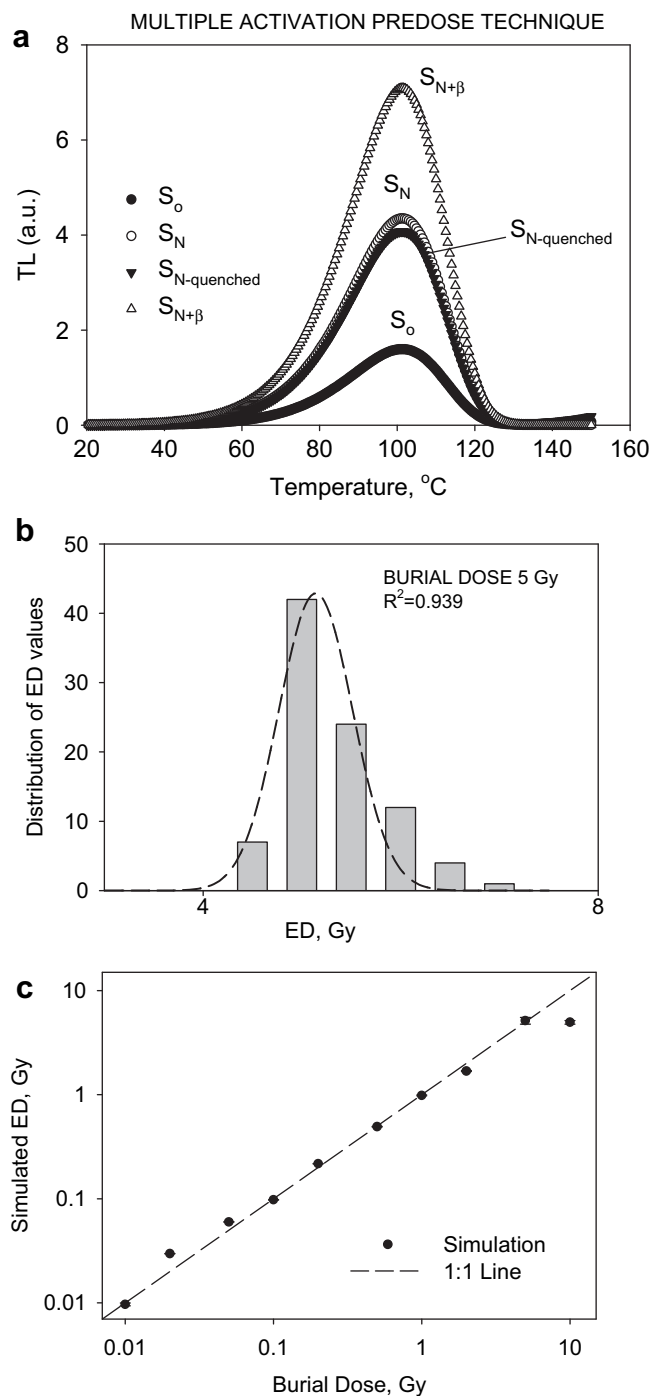 MULTIPLE ACTIVATION PREDOSE TECHNIQUE
a
8
6
4
2
0
TL (a.u.)
S_{N+β}
S_N
S_{N-quenched}
S_o
● S_o
○ S_N
▼ S_{N-quenched}
△ S_{N+β}
20 40 60 80 100 120 140 160
Temperature, °C
b
50
40
30
20
10
0
Distribution of ED values
BURIAL DOSE 5 Gy
R²=0.939
4 8
ED, Gy
c
10
1
0.1
0.01
Simulated ED, Gy
Simulation
1:1 Line
0.01 0.1 1 10
Burial Dose, Gy